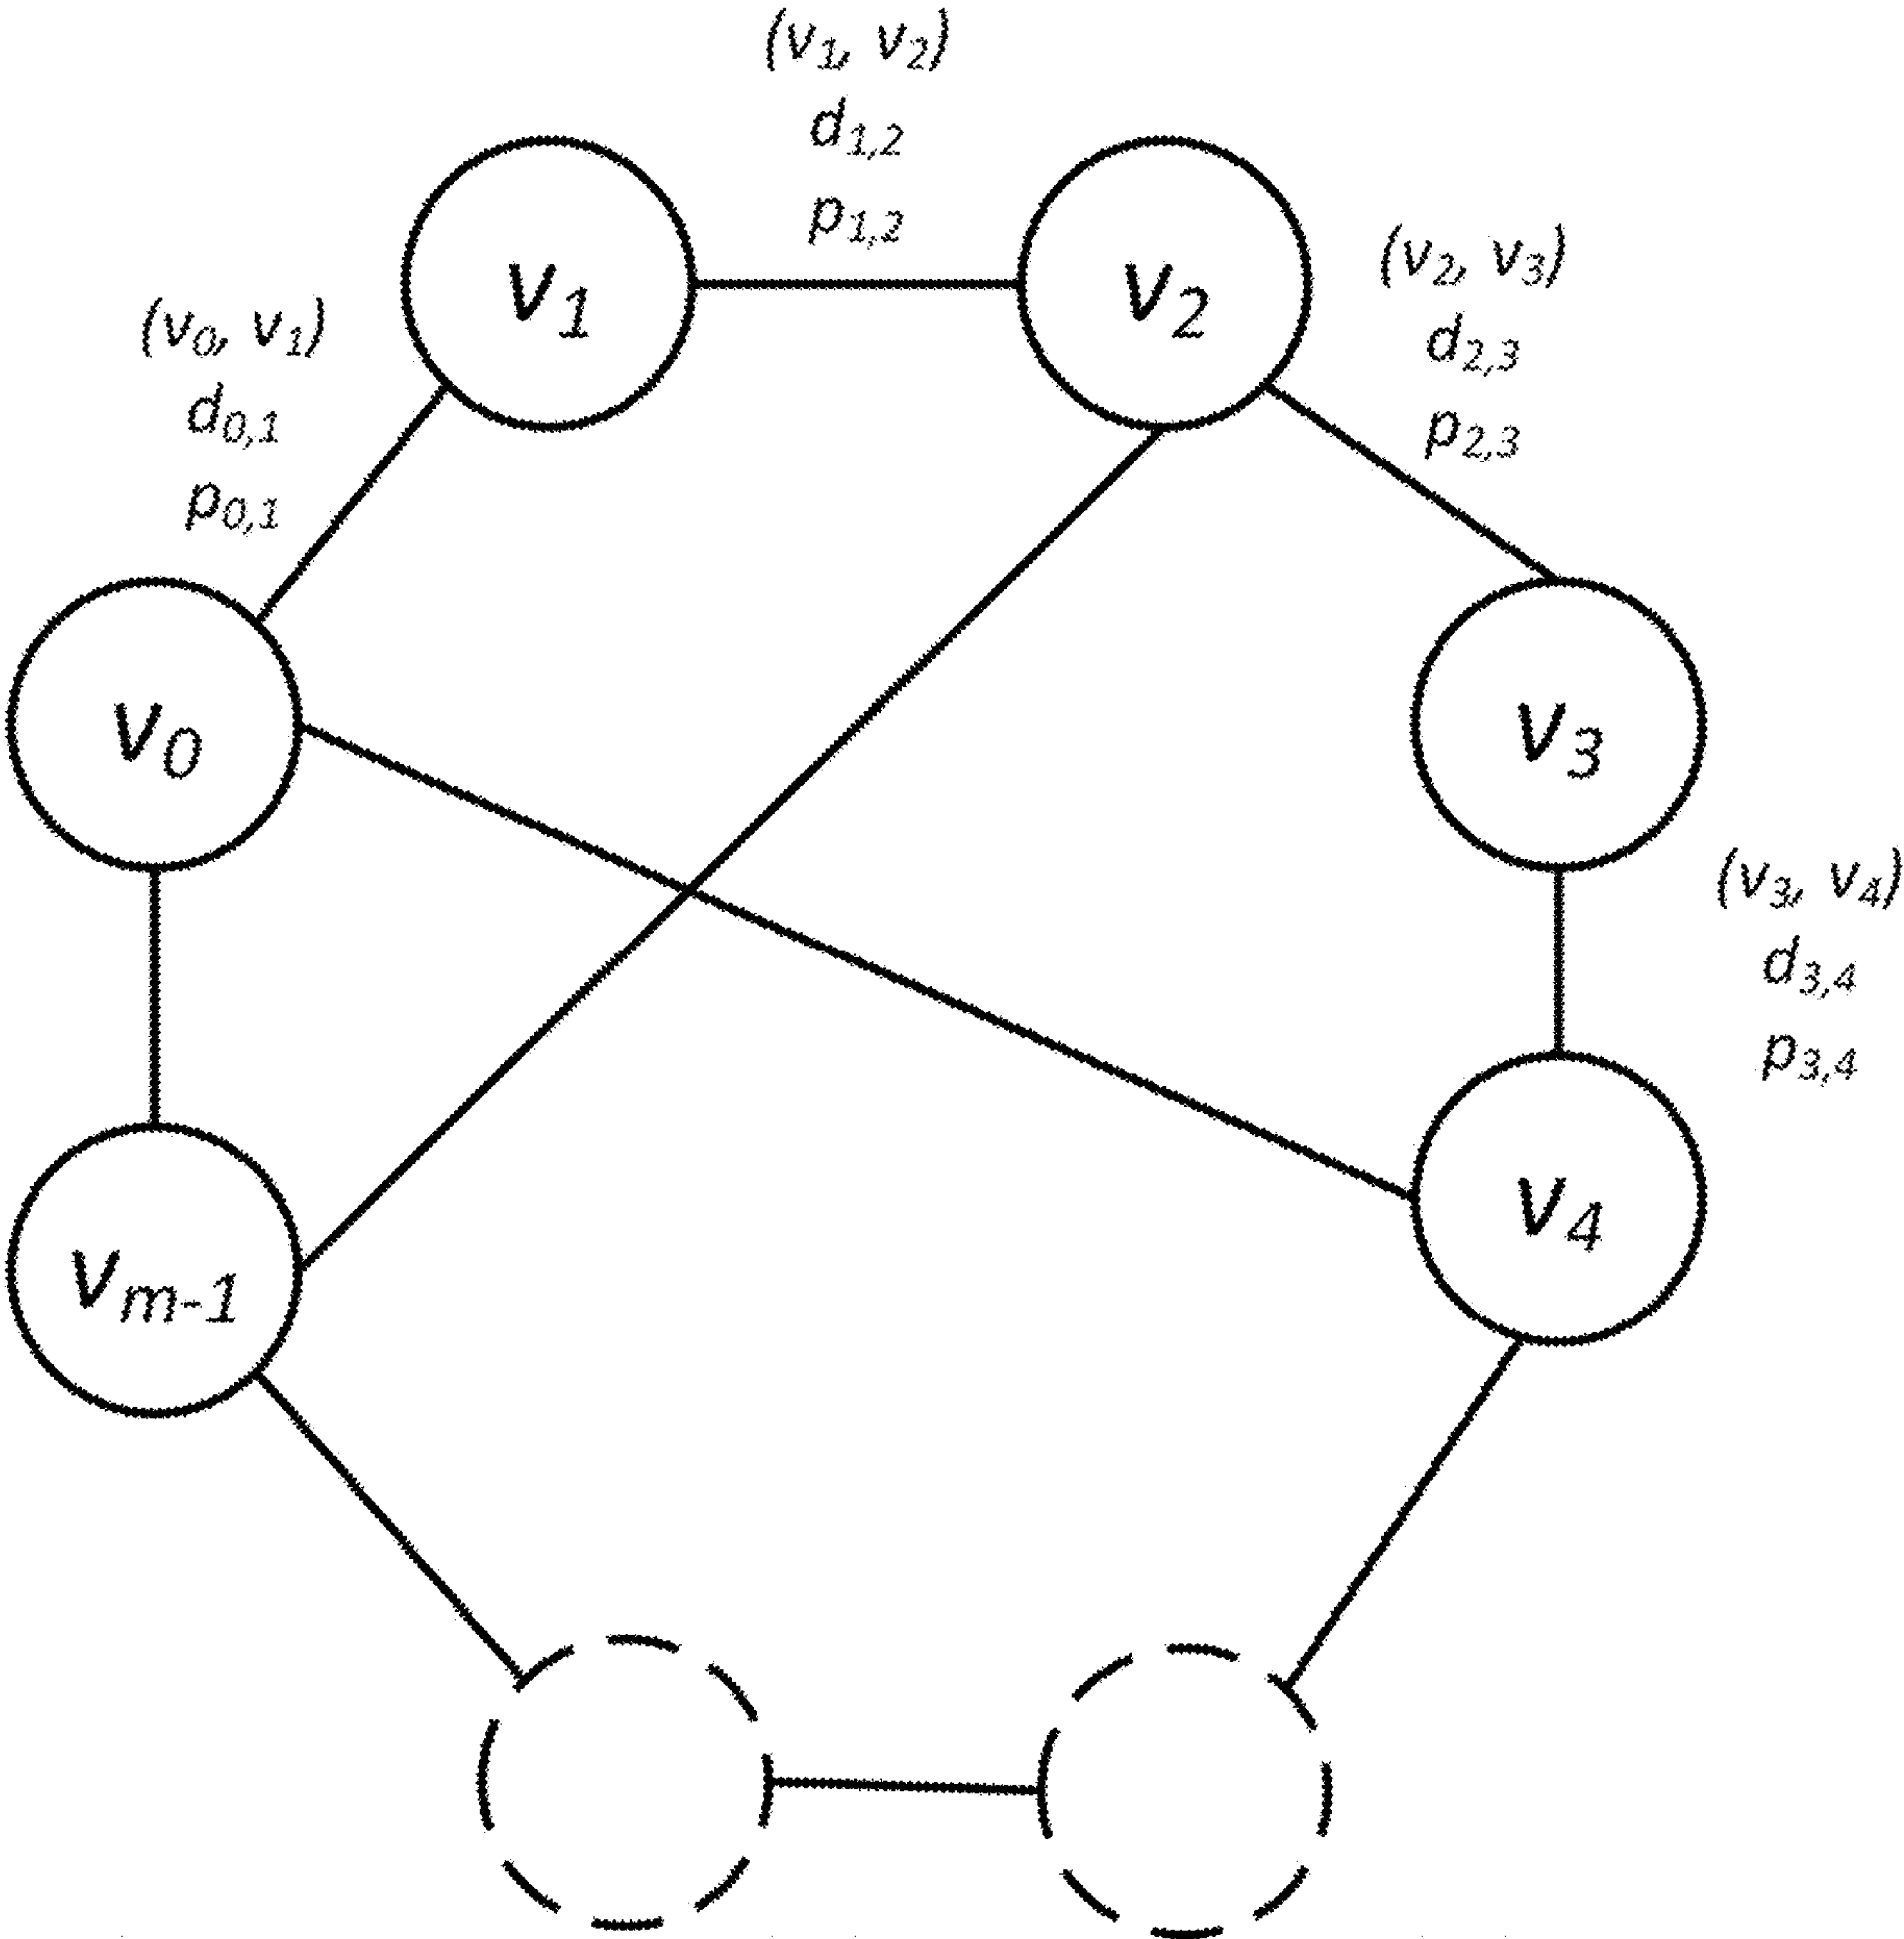 (v₁, v₂)
d₁,₂
p₁,₂
(v₂, v₃)
d₂,₃
p₂,₃
(v₀, v₁)
d₀,₁
p₀,₁
v₁
v₂
v₀
v₃
(v₃, v₄)
d₃,₄
p₃,₄
v₄
vₘ₋₁